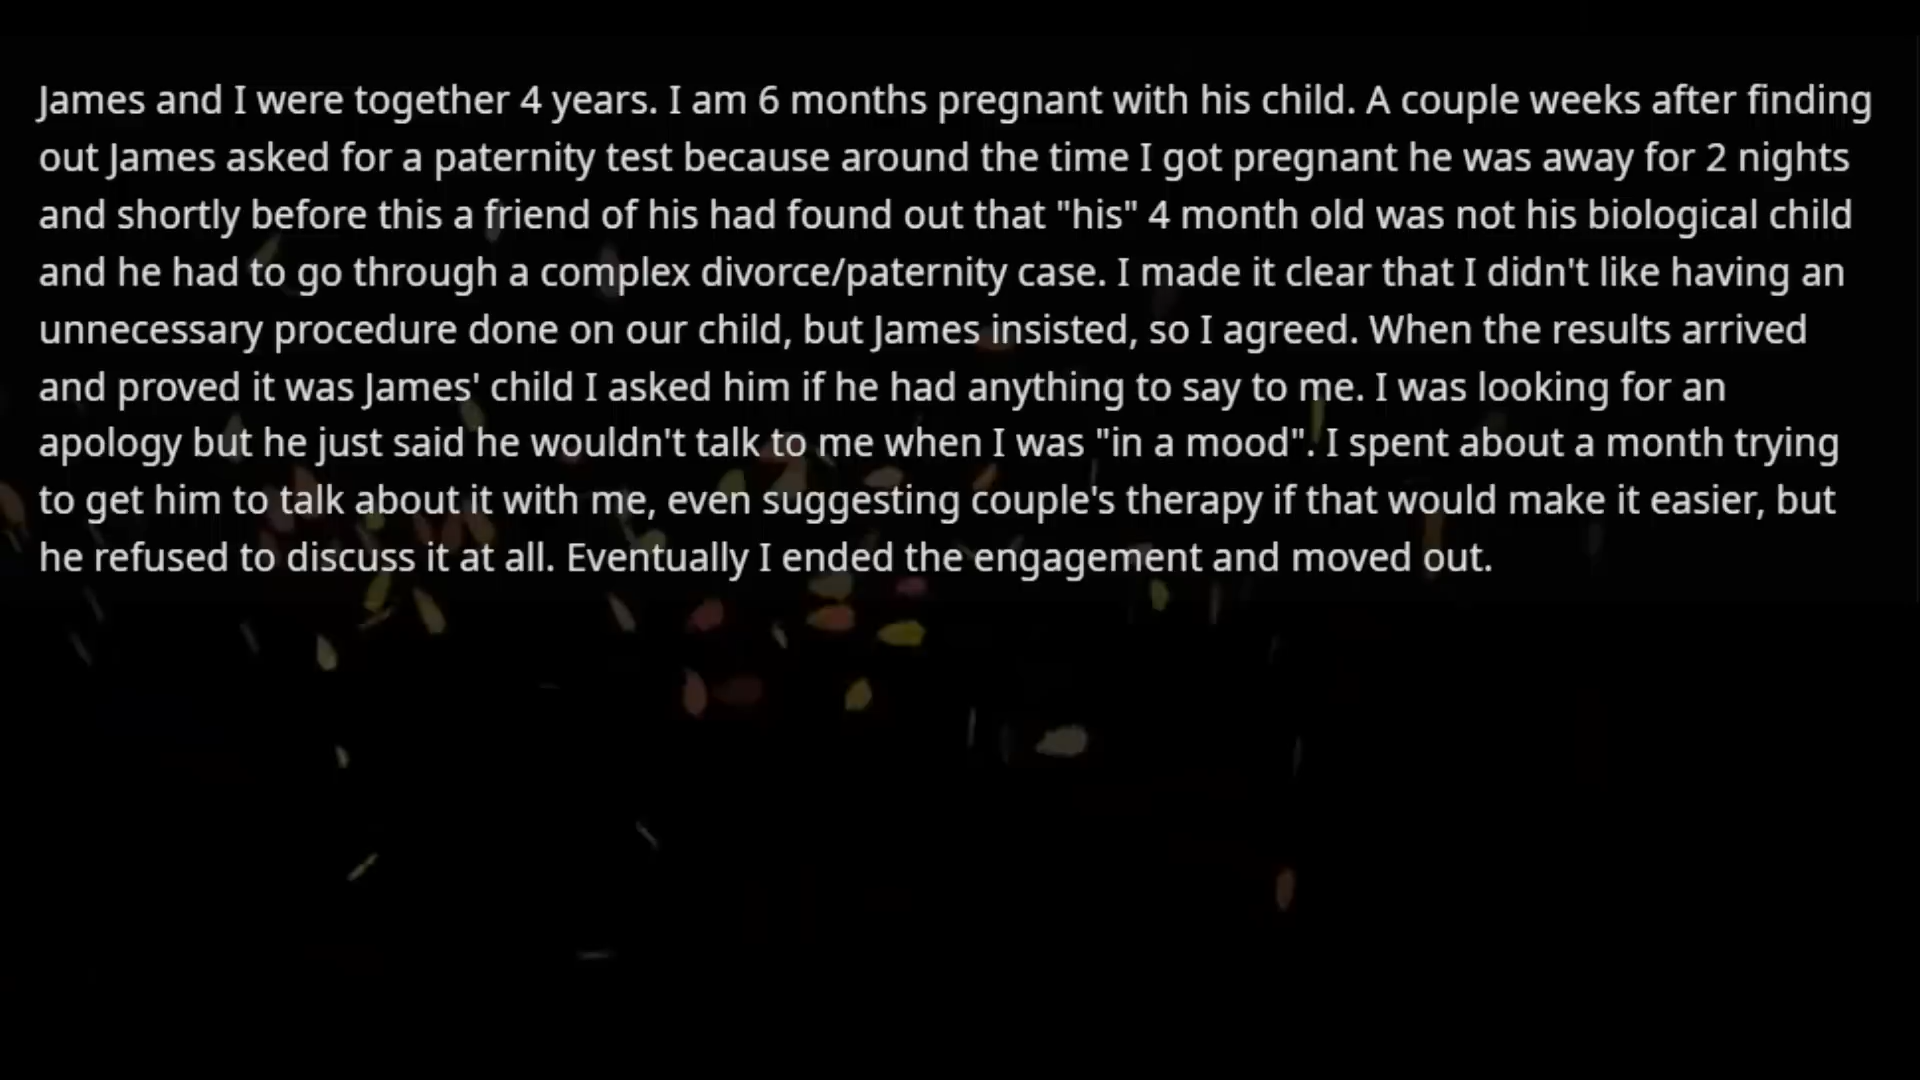 James and I were together 4 years. I am 6 months pregnant with his child. A couple weeks after finding
out James asked for a paternity test because around the time I got pregnant he was away for 2 nights
and shortly before this a friend of his had found out that "his" 4 month old was not his biological child
and he had to go through a complex divorce/paternity case. I made it clear that I didn't like having an
unnecessary procedure done on our child, but James insisted, so I agreed. When the results arrived
and proved it was James' child I asked him if he had anything to say to me. I was looking for an
apology but he just said he wouldn't talk to me when I was "in a mood". I spent about a month trying
to get him to talk about it with me, even suggesting couple's therapy if that would make it easier, but
he refused to discuss it at all. Eventually I ended the engagement and moved out.